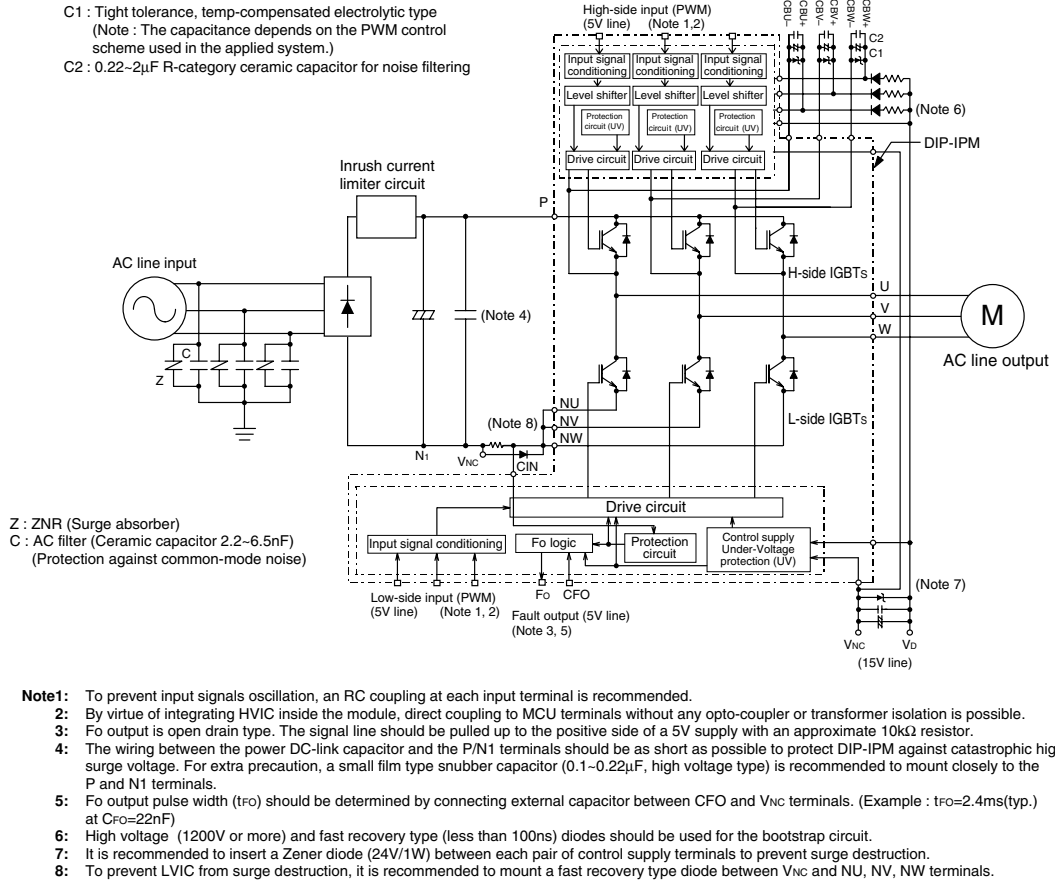 C1 : Tight tolerance, temp-compensated electrolytic type
(Note : The capacitance depends on the PWM control
scheme used in the applied system.)
C2 : 0.22~2μF R-category ceramic capacitor for noise filtering
High-side input (PWM)
(5V line) (Note 1,2)
CBU–
CBU+
CBV–
CBV+
CBW–
CBW+
C2
C1
Input signal conditioning
Input signal conditioning
Input signal conditioning
Level shifter
Level shifter
Level shifter
Protection circuit (UV)
Protection circuit (UV)
Protection circuit (UV)
Drive circuit
Drive circuit
Drive circuit
(Note 6)
DIP-IPM
Inrush current
limiter circuit
P
AC line input
(Note 4)
H-side IGBTs
U
V
W
M
AC line output
C
Z
NU
(Note 8)
NV
NW
L-side IGBTs
N1
VNC
CIN
Drive circuit
Z : ZNR (Surge absorber)
C : AC filter (Ceramic capacitor 2.2~6.5nF)
(Protection against common-mode noise)
Input signal conditioning
Fo logic
Protection
circuit
Control supply
Under-Voltage
protection (UV)
Low-side input (PWM)
(5V line) (Note 1, 2)
FO CFO
Fault output (5V line)
(Note 3, 5)
(Note 7)
VNC
VD
(15V line)
Note1: To prevent input signals oscillation, an RC coupling at each input terminal is recommended.
2: By virtue of integrating HVIC inside the module, direct coupling to MCU terminals without any opto-coupler or transformer isolation is possible.
3: Fo output is open drain type. The signal line should be pulled up to the positive side of a 5V supply with an approximate 10kΩ resistor.
4: The wiring between the power DC-link capacitor and the P/N1 terminals should be as short as possible to protect DIP-IPM against catastrophic hig
surge voltage. For extra precaution, a small film type snubber capacitor (0.1~0.22μF, high voltage type) is recommended to mount closely to the
P and N1 terminals.
5: Fo output pulse width (tFO) should be determined by connecting external capacitor between CFO and VNC terminals. (Example : tFO=2.4ms(typ.)
at CFO=22nF)
6: High voltage (1200V or more) and fast recovery type (less than 100ns) diodes should be used for the bootstrap circuit.
7: It is recommended to insert a Zener diode (24V/1W) between each pair of control supply terminals to prevent surge destruction.
8: To prevent LVIC from surge destruction, it is recommended to mount a fast recovery type diode between VNC and NU, NV, NW terminals.